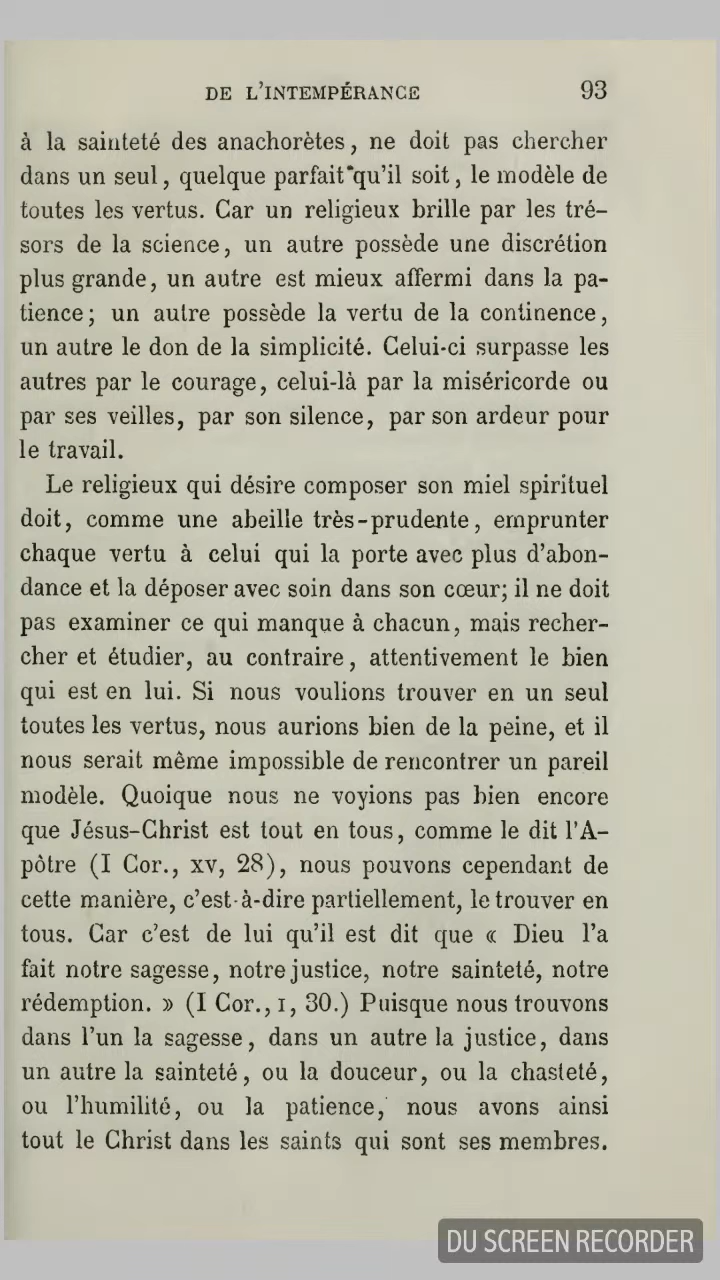 DE L'INTEMPÉRANCE 93
à la sainteté des anachorètes, ne doit pas chercher
dans un seul, quelque parfait qu'il soit, le modèle de
toutes les vertus. Car un religieux brille par les tré-
sors de la science, un autre possède une discrétion
plus grande, un autre est mieux affermi dans la pa-
tience; un autre possède la vertu de la continence,
un autre le don de la simplicité. Celui-ci surpasse les
autres par le courage, celui-là par la miséricorde ou
par ses veilles, par son silence, par son ardeur pour
le travail.
Le religieux qui désire composer son miel spirituel
doit, comme une abeille très-prudente, emprunter
chaque vertu à celui qui la porte avec plus d'abon-
dance et la déposer avec soin dans son cœur; il ne doit
pas examiner ce qui manque à chacun, mais recher-
cher et étudier, au contraire, attentivement le bien
qui est en lui. Si nous voulions trouver en un seul
toutes les vertus, nous aurions bien de la peine, et il
nous serait même impossible de rencontrer un pareil
modèle. Quoique nous ne voyions pas bien encore
que Jésus-Christ est tout en tous, comme le dit l'A-
pôtre (I Cor., XV, 28), nous pouvons cependant de
cette manière, c'est-à-dire partiellement, le trouver en
tous. Car c'est de lui qu'il est dit que « Dieu l'a
fait notre sagesse, notre justice, notre sainteté, notre
rédemption. » (I Cor., I, 30.) Puisque nous trouvons
dans l'un la sagesse, dans un autre la justice, dans
un autre la sainteté, ou la douceur, ou la chasteté,
ou l'humilité, ou la patience, nous avons ainsi
tout le Christ dans les saints qui sont ses membres.
DU SCREEN RECORDER